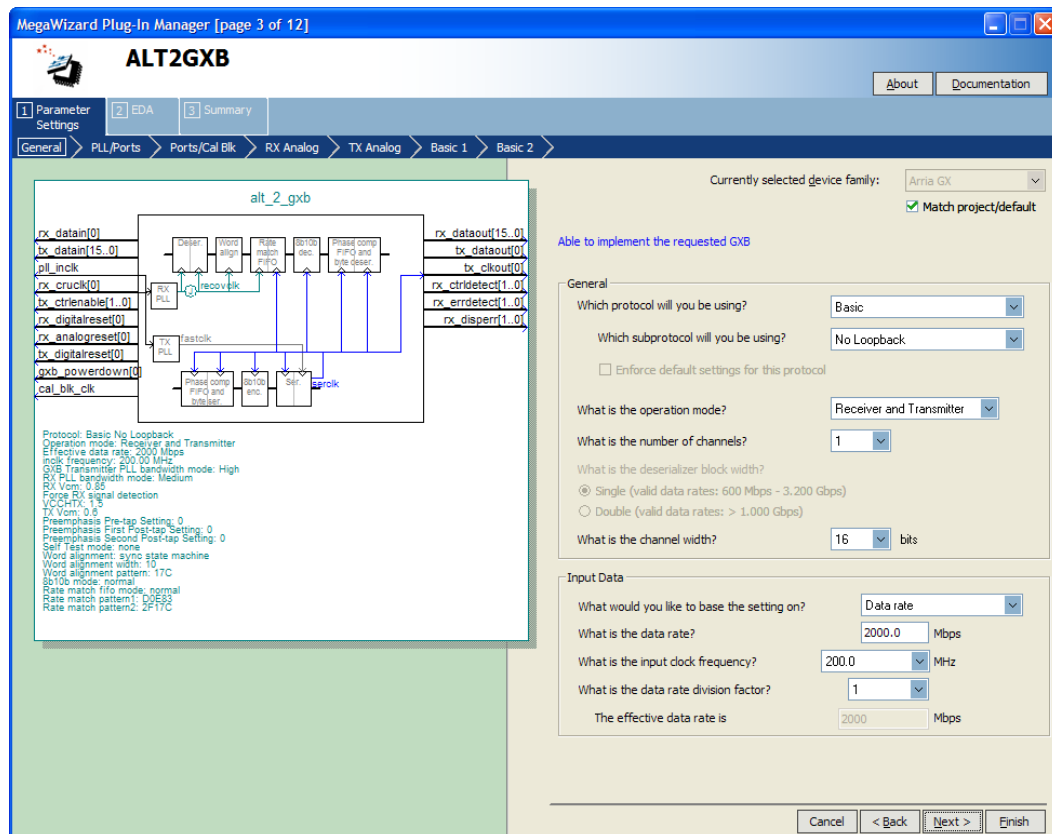 MegaWizard Plug-In Manager [page 3 of 12]
ALT2GXB
About
Documentation
1 Parameter Settings
2 EDA
3 Summary
General
PLL/Ports
Ports/Cal Blk
RX Analog
TX Analog
Basic 1
Basic 2
alt_2_gxb
rx_datain[0]
tx_datain[15..0]
pll_inclk
rx_cruclk[0]
tx_ctrlenable[1..0]
rx_digitalreset[0]
rx_analogreset[0]
tx_digitalreset[0]
gxb_powerdown[0]
cal_blk_clk
Deser.
Word align
Rate match FIFO
8b10b dec.
Phase comp FIFO and byte deser.
RX PLL
recovclk
TX PLL
fastclk
Phase comp FIFO and byte ser.
8b10b enc.
Ser.
serclk
rx_dataout[15..0]
tx_dataout[0]
tx_clkout[0]
rx_ctrldetect[1..0]
rx_errdetect[1..0]
rx_disperr[1..0]
Protocol: Basic No Loopback
Operation mode: Receiver and Transmitter
Effective data rate: 2000 Mbps
inclk frequency: 200.00 MHz
GXB Transmitter PLL bandwidth mode: High
RX PLL bandwidth mode: Medium
RX Vcm: 0.85
Force RX signal detection
VCCHTX: 1.5
TX Vcm: 0.6
Preemphasis Pre-tap Setting: 0
Preemphasis First Post-tap Setting: 0
Preemphasis Second Post-tap Setting: 0
Self Test mode: none
Word alignment: sync state machine
Word alignment width: 10
Word alignment pattern: 17C
8b10b mode: normal
Rate match fifo mode: normal
Rate match pattern1: D0E83
Rate match pattern2: 2F17C
Currently selected device family: Arria GX
Match project/default
Able to implement the requested GXB
General
Which protocol will you be using? Basic
Which subprotocol will you be using? No Loopback
Enforce default settings for this protocol
What is the operation mode? Receiver and Transmitter
What is the number of channels? 1
What is the deserializer block width?
Single (valid data rates: 600 Mbps - 3.200 Gbps)
Double (valid data rates: > 1.000 Gbps)
What is the channel width? 16 bits
Input Data
What would you like to base the setting on? Data rate
What is the data rate? 2000.0 Mbps
What is the input clock frequency? 200.0 MHz
What is the data rate division factor? 1
The effective data rate is 2000 Mbps
Cancel
< Back
Next >
Finish